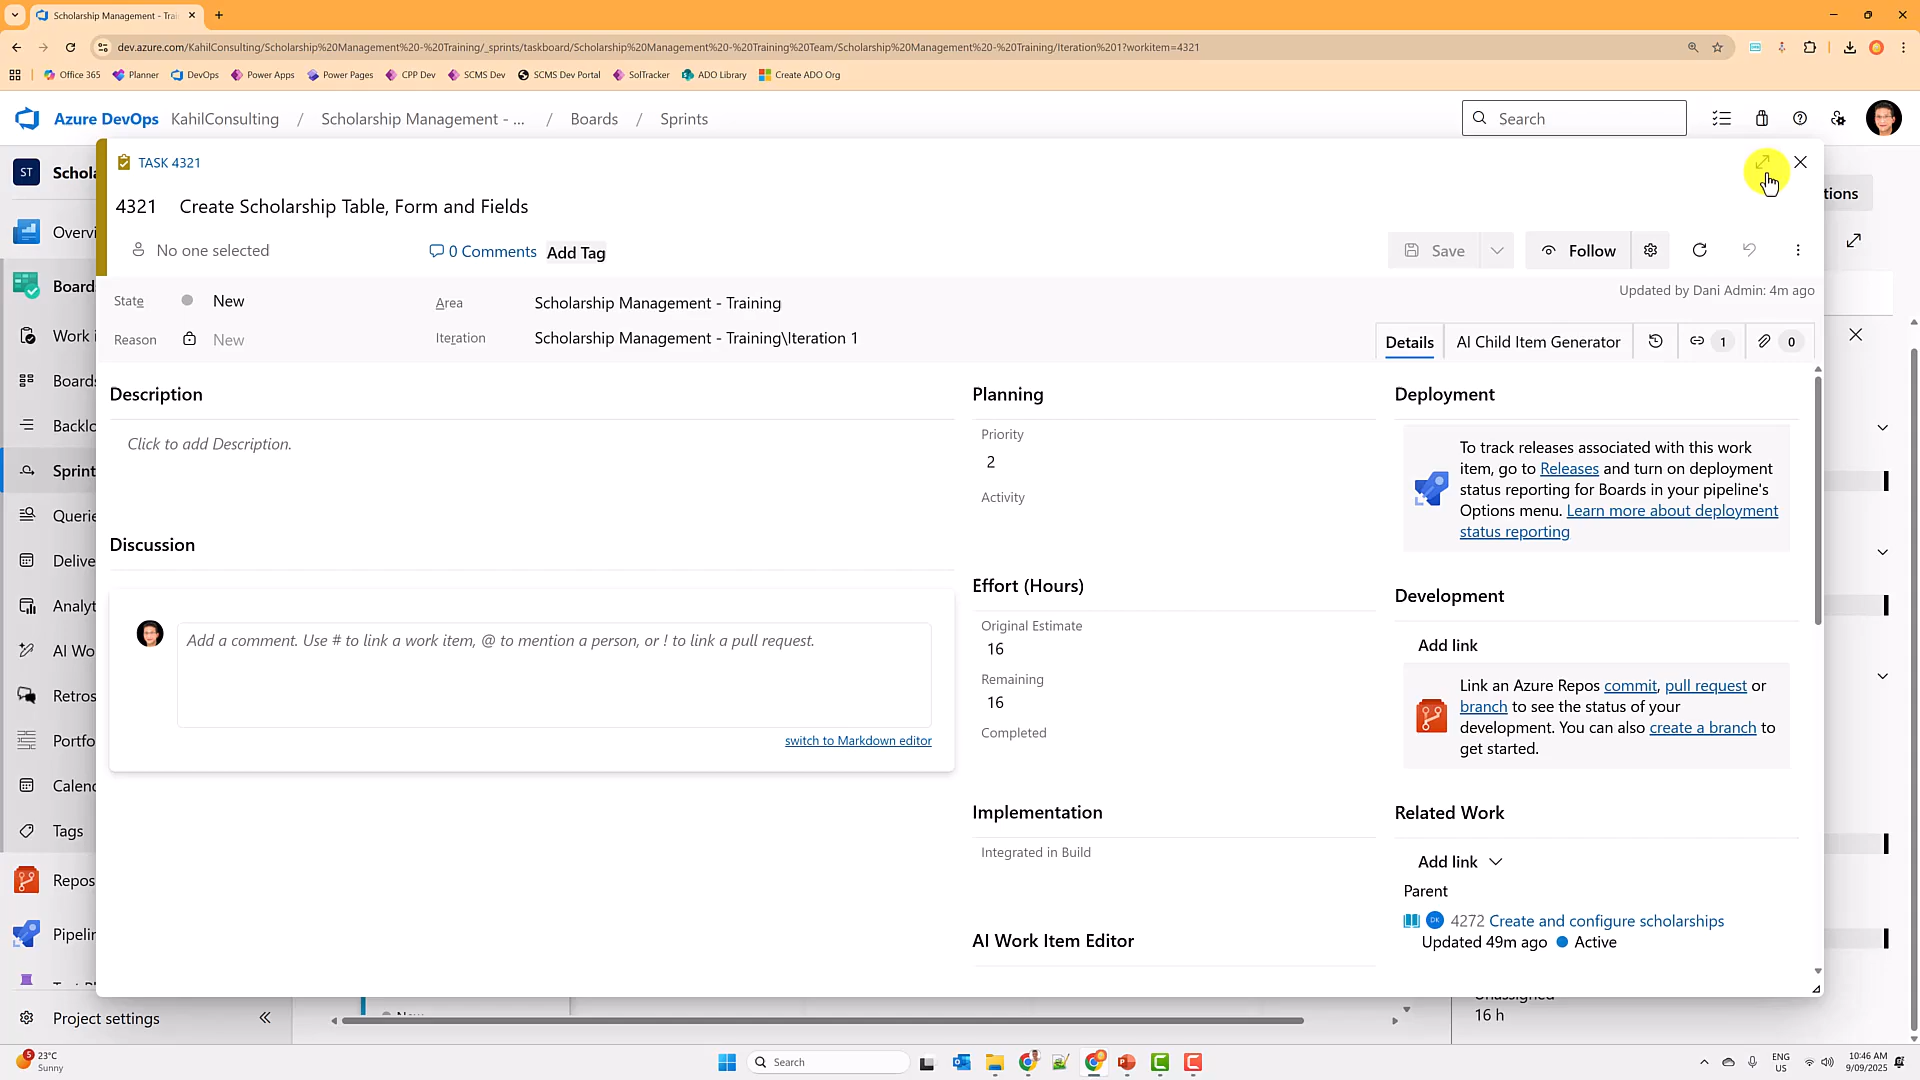 Scholarship Management - Trai
dev.azure.com/KahilConsulting/Scholarship%20Management%20-%20Training/_sprints/taskboard/Scholarship%20Management%20-%20Training%20Team/Scholarship%20Management%20-%20Training/Iteration%201?workitem=4321
Office 365 Planner DevOps Power Apps Power Pages CPP Dev SCMS Dev SCMS Dev Portal SolTracker ADO Library Create ADO Org
Azure DevOps KahilConsulting / Scholarship Management - ... / Boards / Sprints Search
ST Schola
TASK 4321
tions
4321 Create Scholarship Table, Form and Fields
Overvi
No one selected 0 Comments Add Tag Save Follow
Board
Updated by Dani Admin: 4m ago
State New Area Scholarship Management - Training
Reason New Iteration Scholarship Management - Training\Iteration 1
Details AI Child Item Generator 1 0
Work i
Boards
Backlo
Sprint
Querie
Delive
Analyt
AI Wo
Retros
Portfo
Calenc
Tags
Repos
Pipelin
Project settings
Description
Click to add Description.
Discussion
Add a comment. Use # to link a work item, @ to mention a person, or ! to link a pull request.
switch to Markdown editor
Planning
Priority
2
Activity
Effort (Hours)
Original Estimate
16
Remaining
16
Completed
Implementation
Integrated in Build
AI Work Item Editor
Deployment
To track releases associated with this work
item, go to Releases and turn on deployment
status reporting for Boards in your pipeline's
Options menu. Learn more about deployment
status reporting
Development
Add link
Link an Azure Repos commit, pull request or
branch to see the status of your
development. You can also create a branch to
get started.
Related Work
Add link
Parent
DK 4272 Create and configure scholarships
Updated 49m ago Active
Unassigned
16 h
5 23°C
Sunny
Search
ENG
US
10:46 AM
9/09/2025